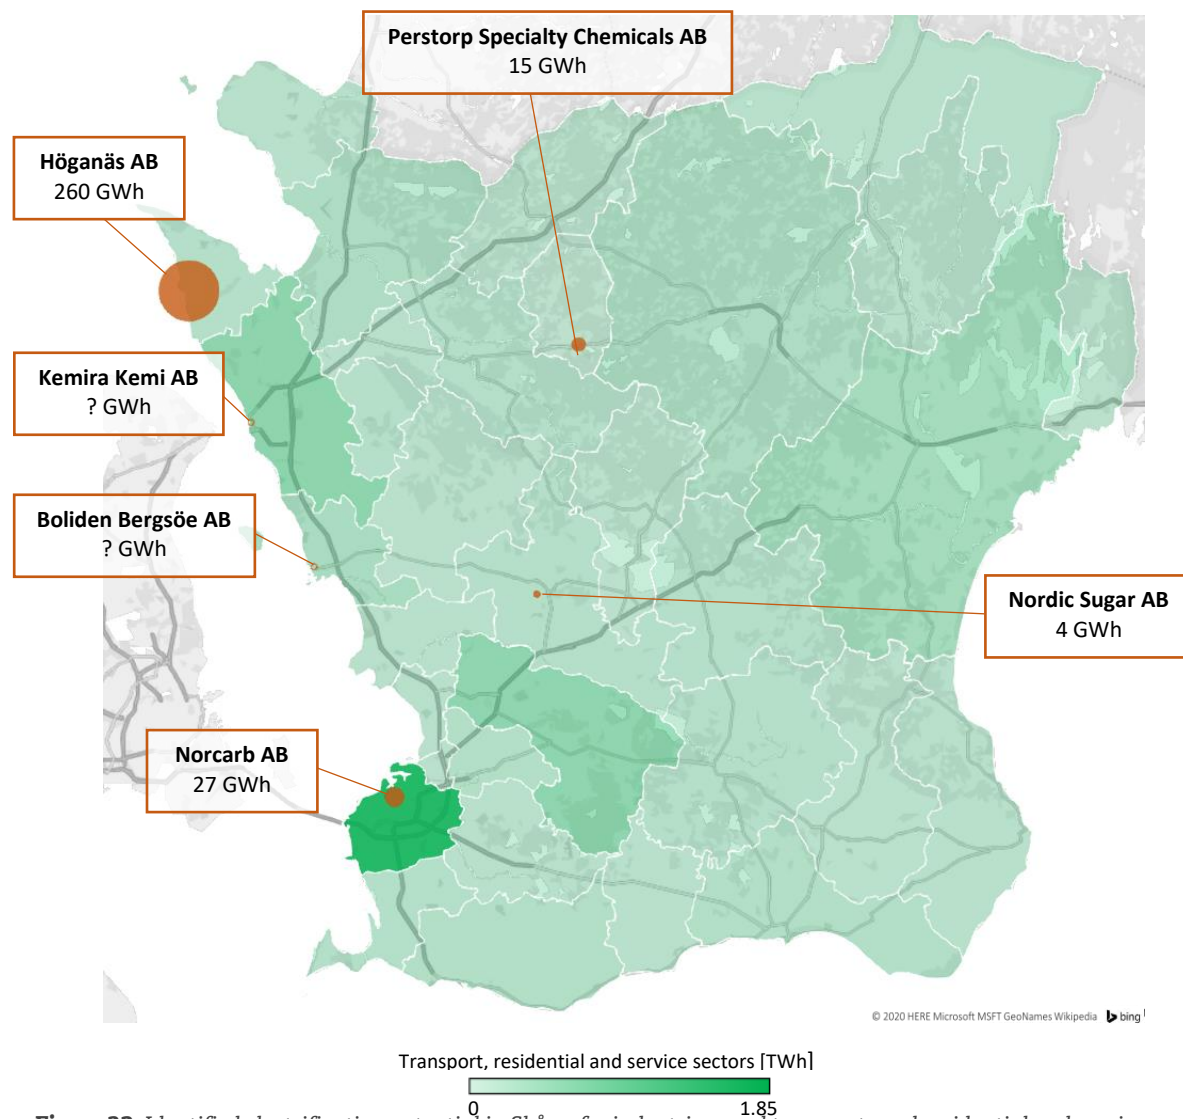 Perstorp Specialty Chemicals AB
15 GWh
Höganäs AB
260 GWh
Kemira Kemi AB
? GWh
Boliden Bergsöe AB
? GWh
Nordic Sugar AB
4 GWh
Norcarb AB
27 GWh
© 2020 HERE Microsoft MSFT GeoNames Wikipedia bing
Transport, residential and service sectors [TWh]
0 1.85